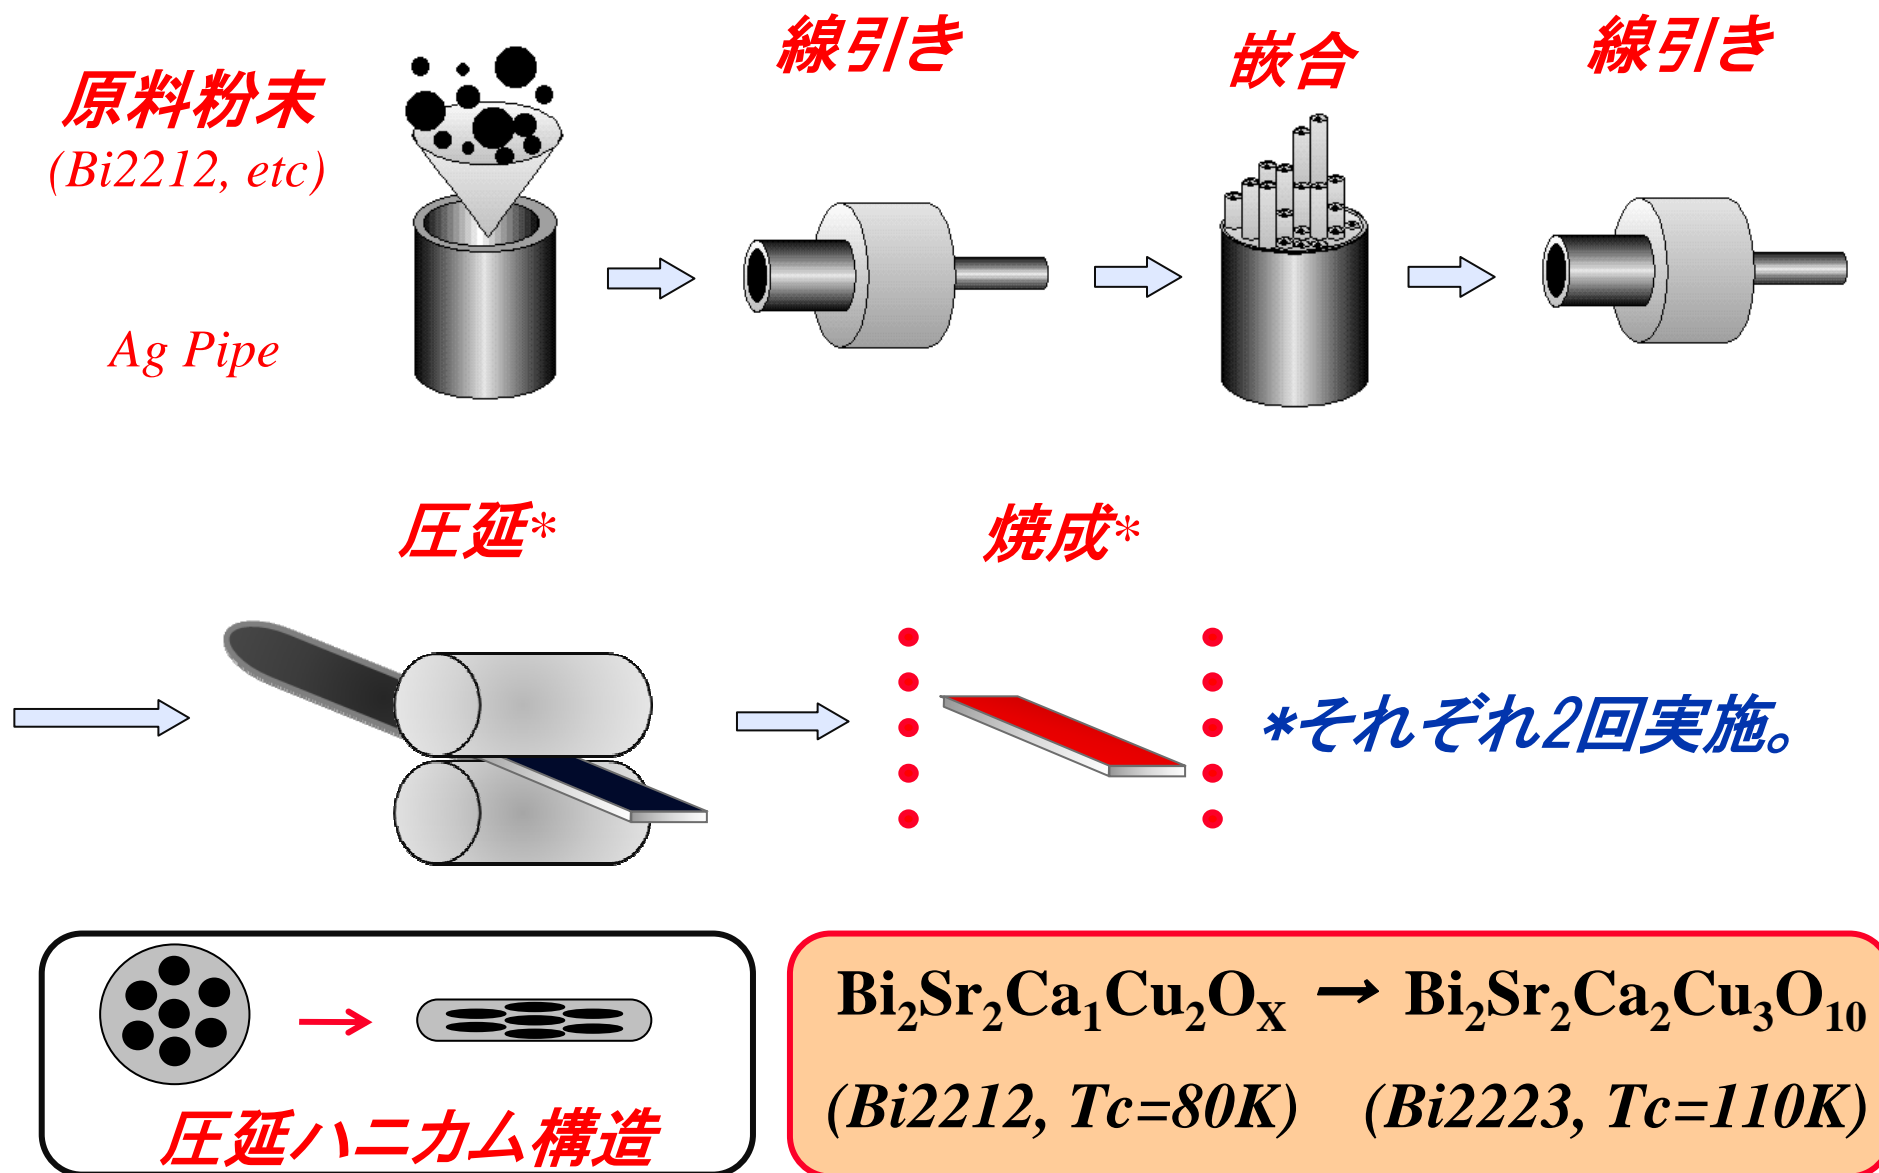 原料粉末
(Bi2212, etc)
Ag Pipe
線引き
嵌合
線引き
圧延*
焼成*
*それぞれ2回実施。
圧延ハニカム構造
Bi₂Sr₂Ca₁Cu₂Oₓ → Bi₂Sr₂Ca₂Cu₃O₁₀
(Bi2212, Tc=80K) (Bi2223, Tc=110K)